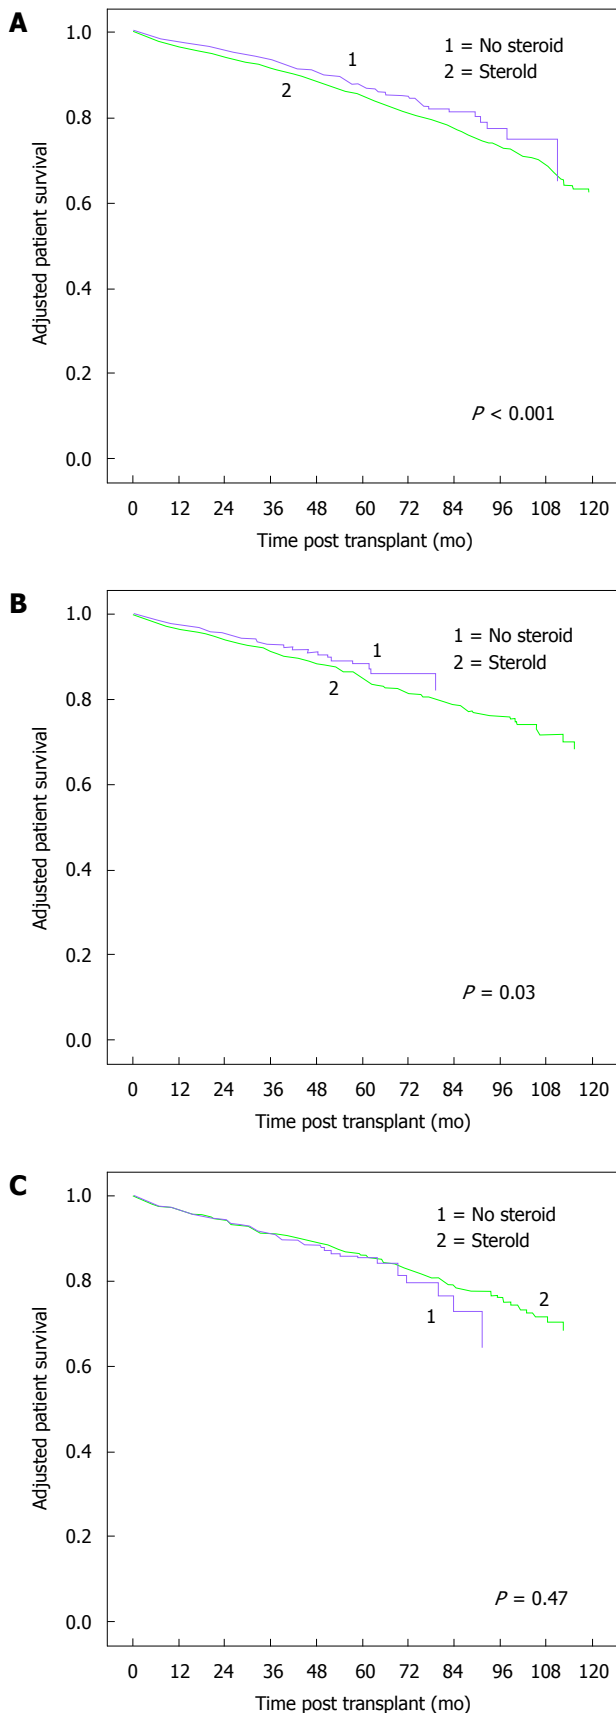 A
1.0
0.8
0.6
0.4
0.2
0.0
Adjusted patient survival
1
2
1 = No steroid
2 = Sterold
P < 0.001
0 12 24 36 48 60 72 84 96 108 120
Time post transplant (mo)
B
1.0
0.8
0.6
0.4
0.2
0.0
Adjusted patient survival
1
2
1 = No steroid
2 = Sterold
P = 0.03
0 12 24 36 48 60 72 84 96 108 120
Time post transplant (mo)
C
1.0
0.8
0.6
0.4
0.2
0.0
Adjusted patient survival
1 = No steroid
2 = Sterold
2
1
P = 0.47
0 12 24 36 48 60 72 84 96 108 120
Time post transplant (mo)